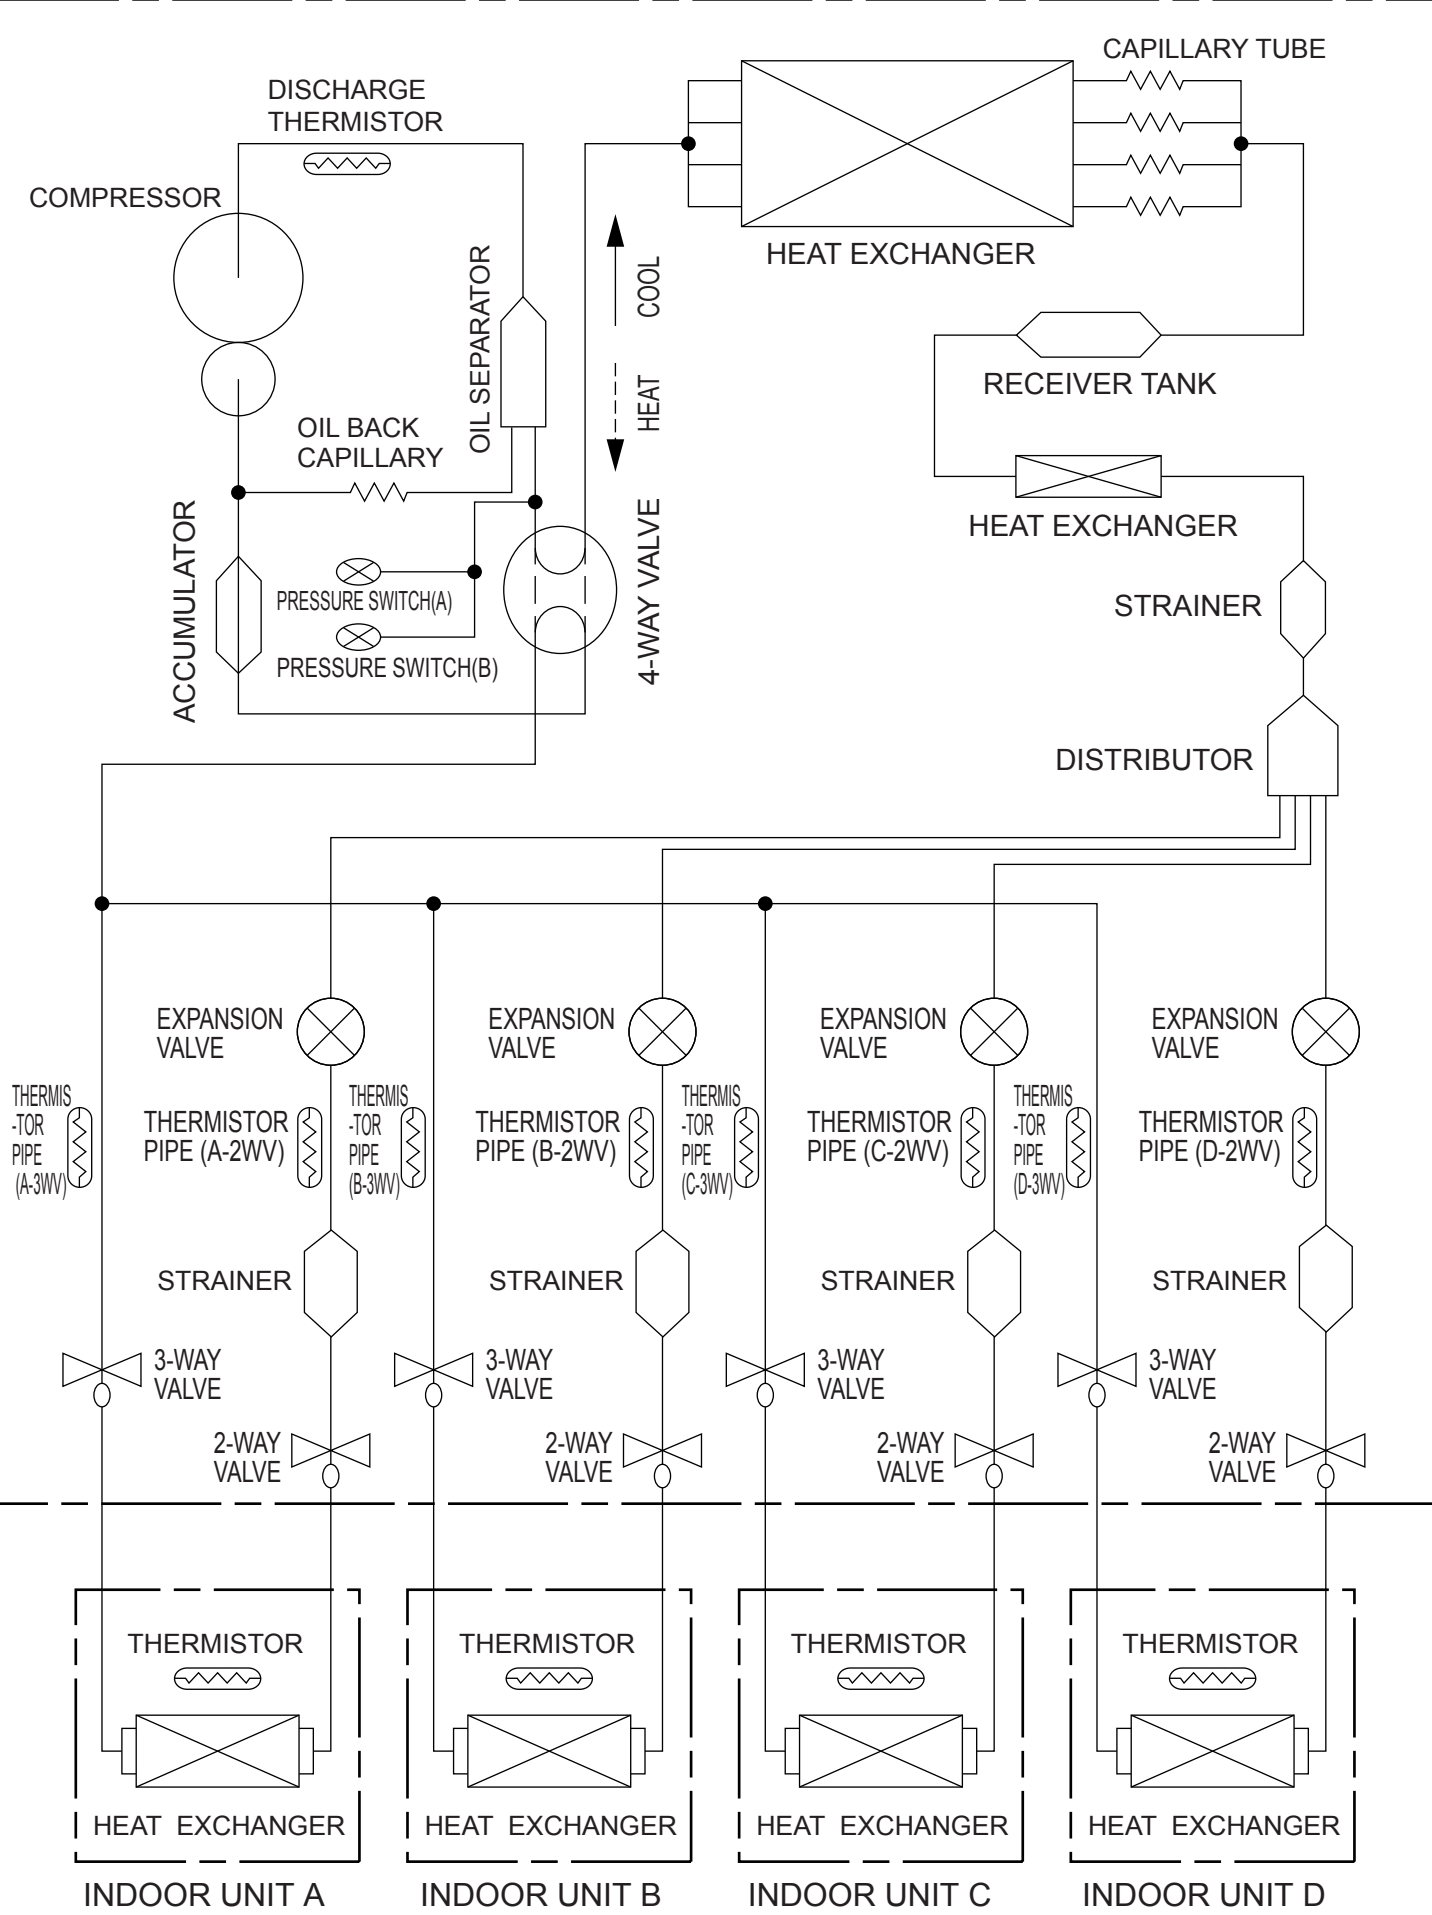 CAPILLARY TUBE
DISCHARGE
THERMISTOR
COMPRESSOR
HEAT EXCHANGER
OIL SEPARATOR
COOL
HEAT
RECEIVER TANK
OIL BACK
CAPILLARY
HEAT EXCHANGER
ACCUMULATOR
4-WAY VALVE
PRESSURE SWITCH(A)
STRAINER
PRESSURE SWITCH(B)
DISTRIBUTOR
EXPANSION
VALVE
EXPANSION
VALVE
EXPANSION
VALVE
EXPANSION
VALVE
THERMIS
-TOR
PIPE
(A-3WV)
THERMISTOR
PIPE (A-2WV)
THERMIS
-TOR
PIPE
(B-3WV)
THERMISTOR
PIPE (B-2WV)
THERMIS
-TOR
PIPE
(C-3WV)
THERMISTOR
PIPE (C-2WV)
THERMIS
-TOR
PIPE
(D-3WV)
THERMISTOR
PIPE (D-2WV)
STRAINER
STRAINER
STRAINER
STRAINER
3-WAY
VALVE
3-WAY
VALVE
3-WAY
VALVE
3-WAY
VALVE
2-WAY
VALVE
2-WAY
VALVE
2-WAY
VALVE
2-WAY
VALVE
THERMISTOR
THERMISTOR
THERMISTOR
THERMISTOR
HEAT EXCHANGER
HEAT EXCHANGER
HEAT EXCHANGER
HEAT EXCHANGER
INDOOR UNIT A
INDOOR UNIT B
INDOOR UNIT C
INDOOR UNIT D